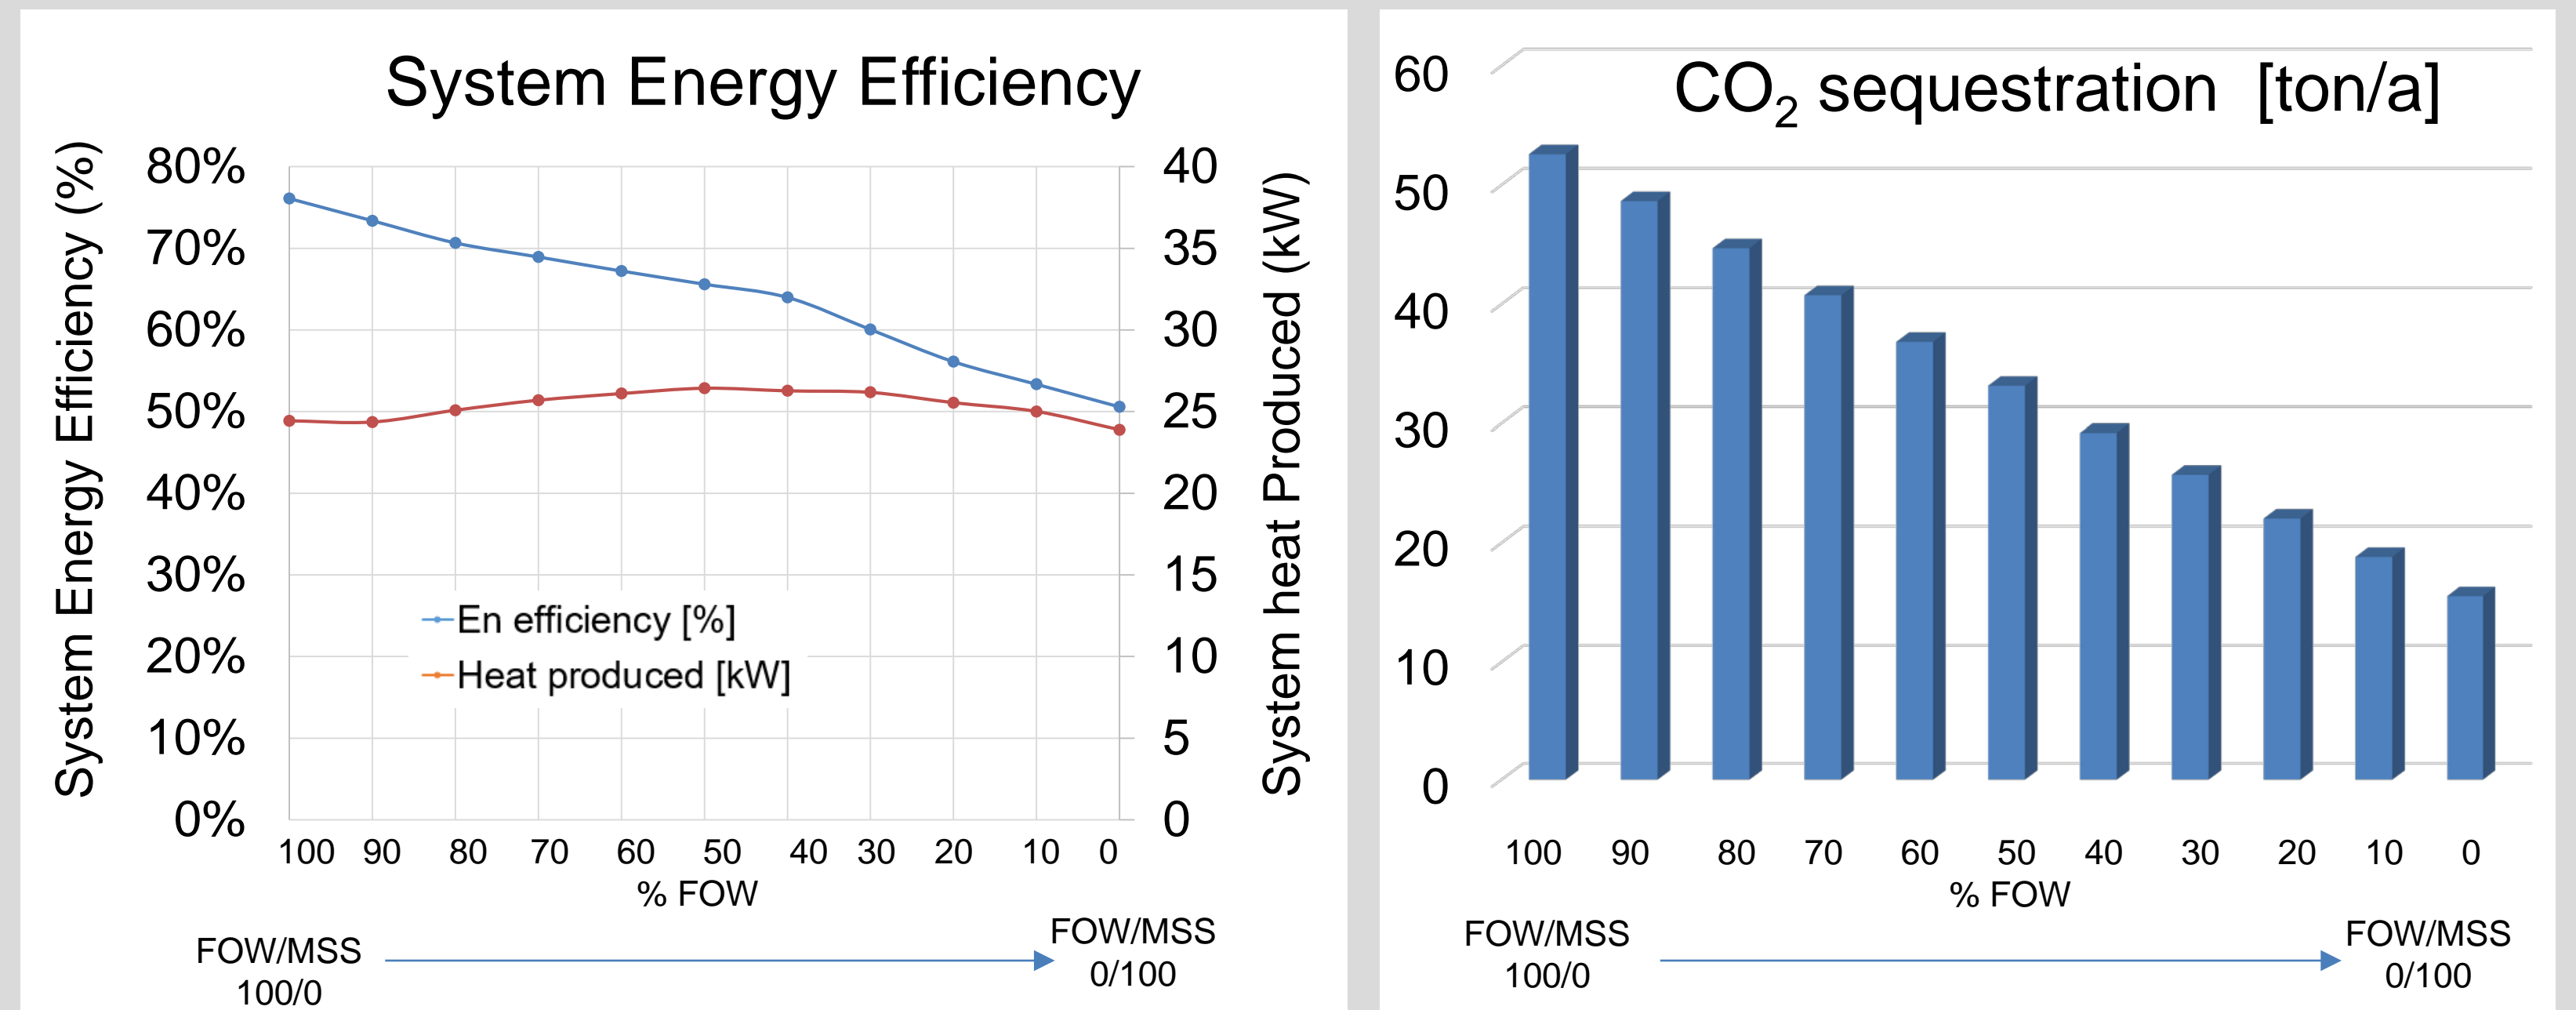 System Energy Efficiency
System Energy Efficiency (%)
80%
70%
60%
50%
40%
30%
20%
10%
0%
40
35
30
25
20
15
10
5
0
System heat Produced (kW)
En efficiency [%]
Heat produced [kW]
100 90 80 70 60 50 40 30 20 10 0
% FOW
FOW/MSS
100/0
FOW/MSS
0/100
CO₂ sequestration [ton/a]
60
50
40
30
20
10
0
100 90 80 70 60 50 40 30 20 10 0
% FOW
FOW/MSS
100/0
FOW/MSS
0/100